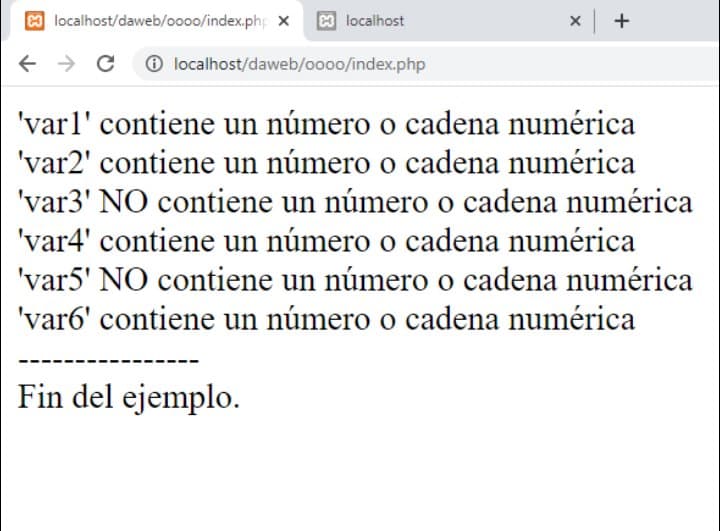 localhost/daweb/oooo/index.php
localhost
localhost/daweb/oooo/index.php
'var1' contiene un número o cadena numérica
'var2' contiene un número o cadena numérica
'var3' NO contiene un número o cadena numérica
'var4' contiene un número o cadena numérica
'var5' NO contiene un número o cadena numérica
'var6' contiene un número o cadena numérica
----------------
Fin del ejemplo.